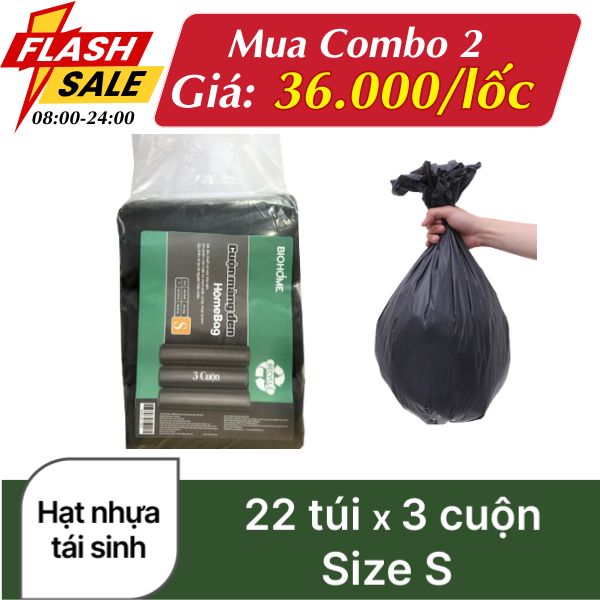 FLASH
SALE
08:00-24:00
Mua Combo 2
Giá: 36.000/lốc
BIOHOME
Cuộn màng đen
HomeBag
S
3 Cuộn
RECYCLE
Hạt nhựa
tái sinh
22 túi x 3 cuộn
Size S